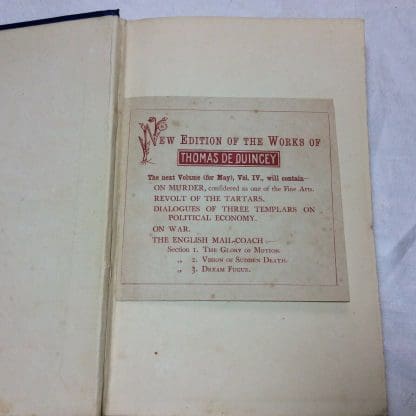 New Edition of the Works of
THOMAS DE QUINCEY
The next Volume (for May), Vol. IV., will contain—
ON MURDER, considered as one of the Fine Arts.
REVOLT OF THE TARTARS.
DIALOGUES OF THREE TEMPLARS ON
POLITICAL ECONOMY.
ON WAR.
THE ENGLISH MAIL-COACH :—
Section 1. The Glory of Motion.
„ 2. Vision of Sudden Death.
„ 3. Dream Fugue.